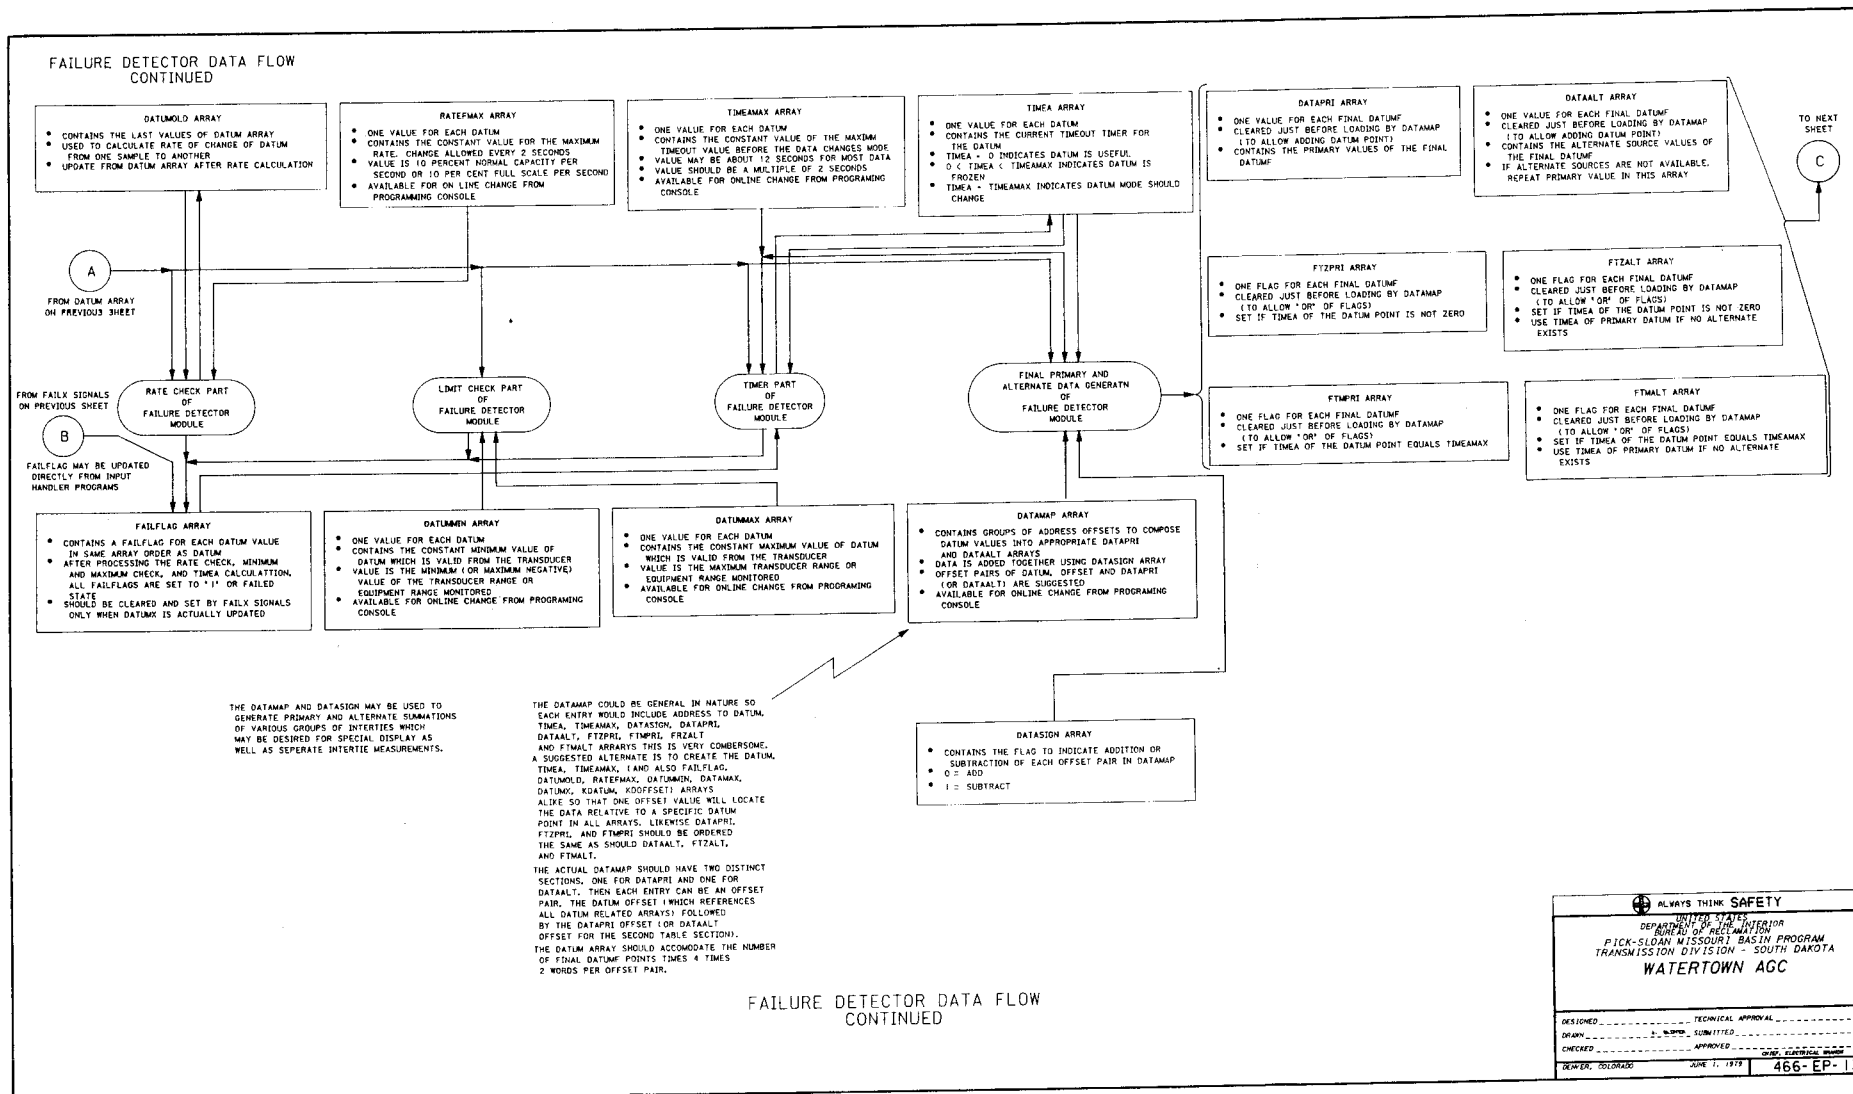 FAILURE DETECTOR DATA FLOW
CONTINUED
DATUMOLD ARRAY
• CONTAINS THE LAST VALUES OF DATUM ARRAY
• USED TO CALCULATE RATE OF CHANGE OF DATUM
FROM ONE SAMPLE TO ANOTHER
• UPDATE FROM DATUM ARRAY AFTER RATE CALCULATION
RATEFMAX ARRAY
• ONE VALUE FOR EACH DATUM
• CONTAINS THE CONSTANT VALUE FOR THE MAXIMUM
RATE. CHANGE ALLOWED EVERY 2 SECONDS
• VALUE IS 10 PERCENT NORMAL CAPACITY PER
SECOND OR 10 PER CENT FULL SCALE PER SECOND
• AVAILABLE FOR ON LINE CHANGE FROM
PROGRAMMING CONSOLE
TIMEAMAX ARRAY
• ONE VALUE FOR EACH DATUM
• CONTAINS THE CONSTANT VALUE OF THE MAXIMM
TIMEOUT VALUE BEFORE THE DATA CHANGES MODE
• VALUE MAY BE ABOUT 12 SECONDS FOR MOST DATA
• VALUE SHOULD BE A MULTIPLE OF 2 SECONDS
• AVAILABLE FOR ONLINE CHANGE FROM PROGRAMING
CONSOLE
TIMEA ARRAY
• ONE VALUE FOR EACH DATUM
• CONTAINS THE CURRENT TIMEOUT TIMER FOR
THE DATUM
• TIMEA = 0 INDICATES DATUM IS USEFUL
• 0 < TIMEA < TIMEAMAX INDICATES DATUM IS
FROZEN
• TIMEA = TIMEAMAX INDICATES DATUM MODE SHOULD
CHANGE
DATAPRI ARRAY
• ONE VALUE FOR EACH FINAL DATUMF
• CLEARED JUST BEFORE LOADING BY DATAMAP
(TO ALLOW ADDING DATUM POINT)
• CONTAINS THE PRIMARY VALUES OF THE FINAL
DATUMF
DATAALT ARRAY
• ONE VALUE FOR EACH FINAL DATUMF
• CLEARED JUST BEFORE LOADING BY DATAMAP
(TO ALLOW ADDING DATUM POINT)
• CONTAINS THE ALTERNATE SOURCE VALUES OF
THE FINAL DATUMF
• IF ALTERNATE SOURCES ARE NOT AVAILABLE,
REPEAT PRIMARY VALUE IN THIS ARRAY
TO NEXT
SHEET
C
A
FROM DATUM ARRAY
ON PREVIOUS SHEET
FTZPRI ARRAY
• ONE FLAG FOR EACH FINAL DATUMF
• CLEARED JUST BEFORE LOADING BY DATAMAP
(TO ALLOW "OR" OF FLAGS)
• SET IF TIMEA OF THE DATUM POINT IS NOT ZERO
FTZALT ARRAY
• ONE FLAG FOR EACH FINAL DATUMF
• CLEARED JUST BEFORE LOADING BY DATAMAP
(TO ALLOW "OR" OF FLAGS)
• SET IF TIMEA OF THE DATUM POINT IS NOT ZERO
• USE TIMEA OF PRIMARY DATUM IF NO ALTERNATE
EXISTS
FROM FAILX SIGNALS
ON PREVIOUS SHEET
B
FAILFLAG MAY BE UPDATED
DIRECTLY FROM INPUT
HANDLER PROGRAMS
RATE CHECK PART
OF
FAILURE DETECTOR
MODULE
LIMIT CHECK PART
OF
FAILURE DETECTOR
MODULE
TIMER PART
OF
FAILURE DETECTOR
MODULE
FINAL PRIMARY AND
ALTERNATE DATA GENERATN
OF
FAILURE DETECTOR
MODULE
FTMPRI ARRAY
• ONE FLAG FOR EACH FINAL DATUMF
• CLEARED JUST BEFORE LOADING BY DATAMAP
(TO ALLOW "OR" OF FLAGS)
• SET IF TIMEA OF THE DATUM POINT EQUALS TIMEAMAX
FTMALT ARRAY
• ONE FLAG FOR EACH FINAL DATUMF
• CLEARED JUST BEFORE LOADING BY DATAMAP
(TO ALLOW "OR" OF FLAGS)
• SET IF TIMEA OF THE DATUM POINT EQUALS TIMEAMAX
• USE TIMEA OF PRIMARY DATUM IF NO ALTERNATE
EXISTS
FAILFLAG ARRAY
• CONTAINS A FAILFLAG FOR EACH DATUM VALUE
IN SAME ARRAY ORDER AS DATUM
• AFTER PROCESSING THE RATE CHECK, MINIMUM
AND MAXIMUM CHECK, AND TIMEA CALCULATTION,
ALL FAILFLAGS ARE SET TO "1" OR FAILED
STATE
• SHOULD BE CLEARED AND SET BY FAILX SIGNALS
ONLY WHEN DATUMX IS ACTUALLY UPDATED
DATUMMIN ARRAY
• ONE VALUE FOR EACH DATUM
• CONTAINS THE CONSTANT MINIMUM VALUE OF
DATUM WHICH IS VALID FROM THE TRANSDUCER
• VALUE IS THE MINIMUM (OR MAXIMUM NEGATIVE)
VALUE OF THE TRANSDUCER RANGE OR
EQUIPMENT RANGE MONITORED
• AVAILABLE FOR ONLINE CHANGE FROM PROGRAMING
CONSOLE
DATUMMAX ARRAY
• ONE VALUE FOR EACH DATUM
• CONTAINS THE CONSTANT MAXIMUM VALUE OF DATUM
WHICH IS VALID FROM THE TRANSDUCER
• VALUE IS THE MAXIMUM TRANSDUCER RANGE OR
EQUIPMENT RANGE MONITORED
• AVAILABLE FOR ONLINE CHANGE FROM PROGRAMING
CONSOLE
DATAMAP ARRAY
• CONTAINS GROUPS OF ADDRESS OFFSETS TO COMPOSE
DATUM VALUES INTO APPROPRIATE DATAPRI
AND DATAALT ARRAYS
• DATA IS ADDED TOGETHER USING DATASIGN ARRAY
• OFFSET PAIRS OF DATUM, OFFSET AND DATAPRI
(OR DATAALT) ARE SUGGESTED
• AVAILABLE FOR ONLINE CHANGE FROM PROGRAMING
CONSOLE
THE DATAMAP AND DATASIGN MAY BE USED TO
GENERATE PRIMARY AND ALTERNATE SUMMATIONS
OF VARIOUS GROUPS OF INTERTIES WHICH
MAY BE DESIRED FOR SPECIAL DISPLAY AS
WELL AS SEPERATE INTERTIE MEASUREMENTS.
THE DATAMAP COULD BE GENERAL IN NATURE SO
EACH ENTRY WOULD INCLUDE ADDRESS TO DATUM,
TIMEA, TIMEAMAX, DATASIGN, DATAPRI,
DATAALT, FTZPRI, FTMPRI, FRZALT
AND FTMALT ARRARYS THIS IS VERY COMBERSOME.
A SUGGESTED ALTERNATE IS TO CREATE THE DATUM,
TIMEA, TIMEAMAX, (AND ALSO FAILFLAG,
DATUMOLD, RATEFMAX, DATUMMIN, DATAMAX,
DATUMX, KDATUM, KDOFFSET) ARRAYS
ALIKE SO THAT ONE OFFSET VALUE WILL LOCATE
THE DATA RELATIVE TO A SPECIFIC DATUM
POINT IN ALL ARRAYS. LIKEWISE DATAPRI,
FTZPRI, AND FTMPRI SHOULD BE ORDERED
THE SAME AS SHOULD DATAALT, FTZALT,
AND FTMALT.
THE ACTUAL DATAMAP SHOULD HAVE TWO DISTINCT
SECTIONS, ONE FOR DATAPRI AND ONE FOR
DATAALT. THEN EACH ENTRY CAN BE AN OFFSET
PAIR, THE DATUM OFFSET (WHICH REFERENCES
ALL DATUM RELATED ARRAYS) FOLLOWED
BY THE DATAPRI OFFSET (OR DATAALT
OFFSET FOR THE SECOND TABLE SECTION).
THE DATUM ARRAY SHOULD ACCOMODATE THE NUMBER
OF FINAL DATUMF POINTS TIMES 4 TIMES
2 WORDS PER OFFSET PAIR.
DATASIGN ARRAY
• CONTAINS THE FLAG TO INDICATE ADDITION OR
SUBTRACTION OF EACH OFFSET PAIR IN DATAMAP
• 0 = ADD
• 1 = SUBTRACT
FAILURE DETECTOR DATA FLOW
CONTINUED
ALWAYS THINK SAFETY
UNITED STATES
DEPARTMENT OF THE INTERIOR
BUREAU OF RECLAMATION
PICK-SLOAN MISSOURI BASIN PROGRAM
TRANSMISSION DIVISION - SOUTH DAKOTA
WATERTOWN AGC
DESIGNED TECHNICAL APPROVAL
DRAWN SUBMITTED
CHECKED APPROVED
CHIEF, ELECTRICAL BRANCH
DENVER, COLORADO JUNE 1, 1979 466-EP-1